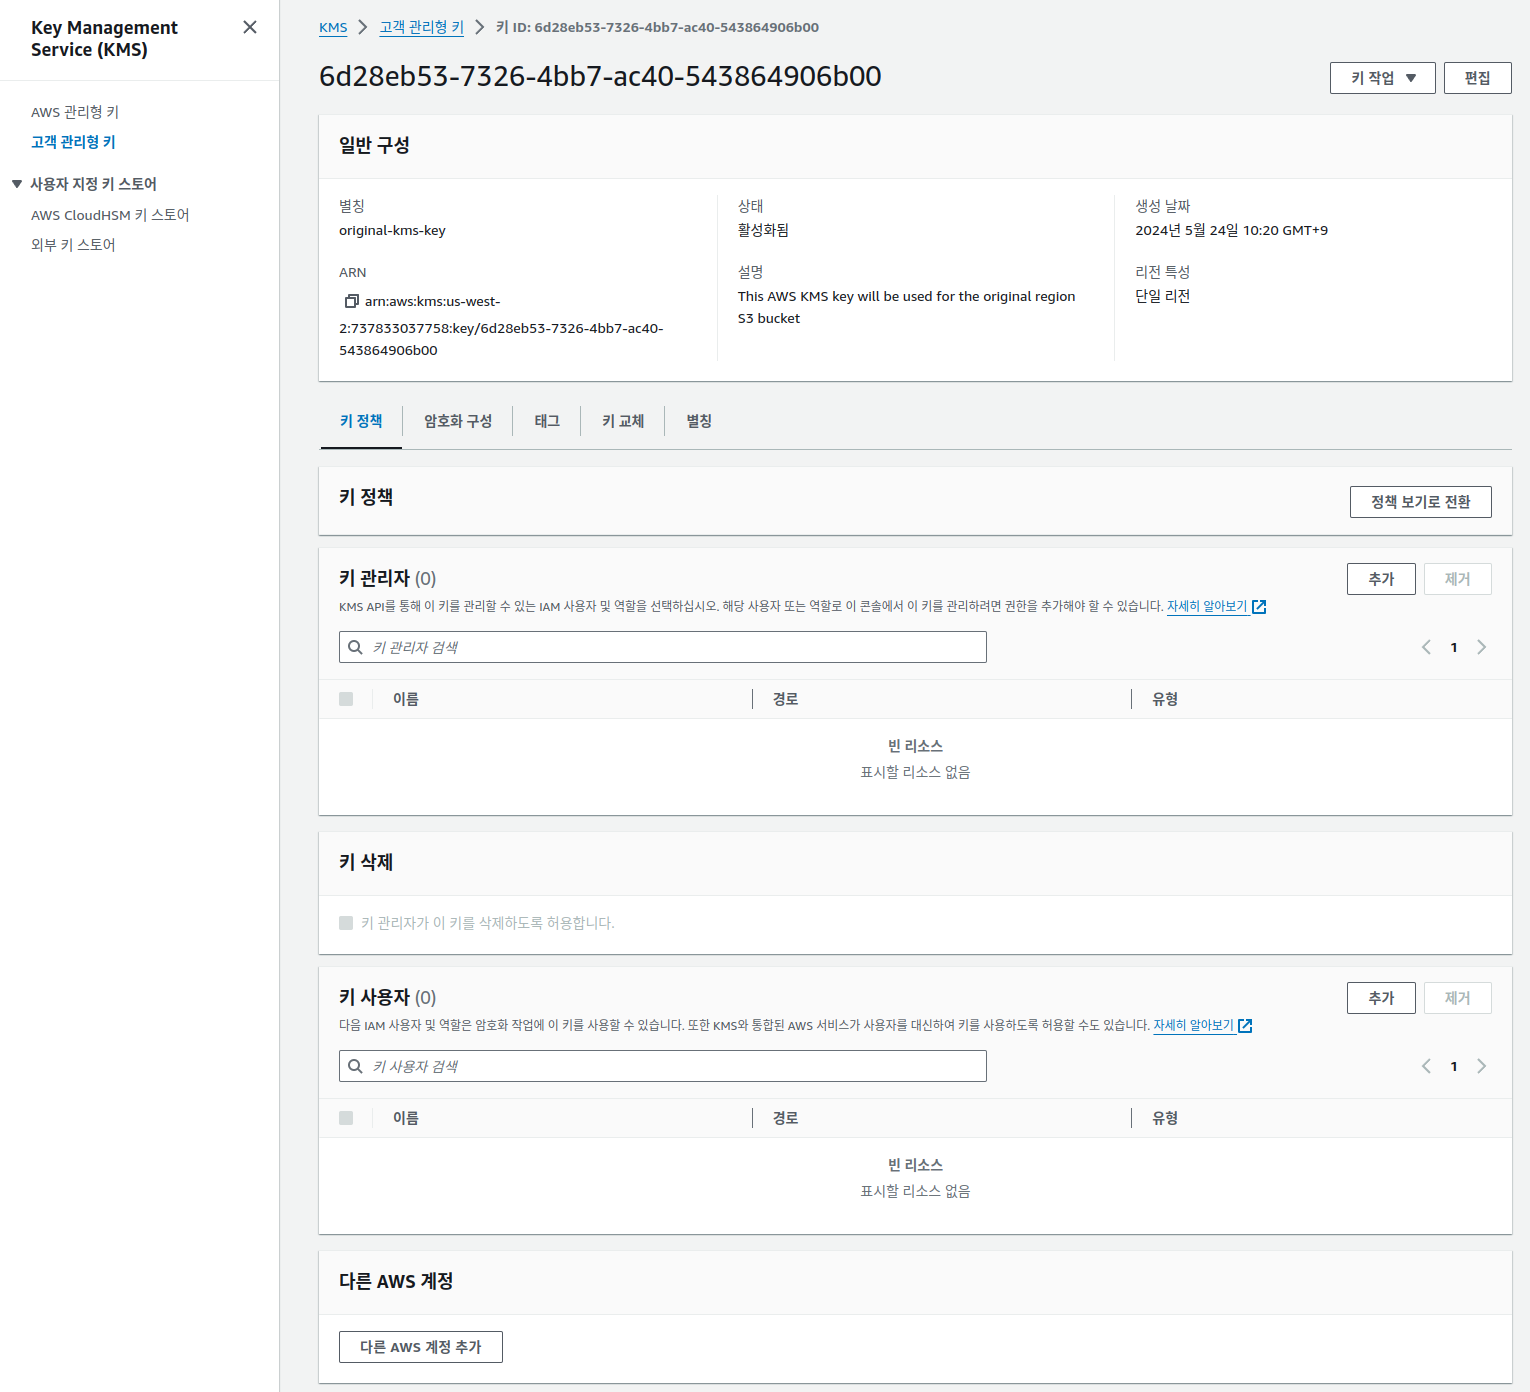 Key Management
Service (KMS)
AWS 관리형 키
고객 관리형 키
사용자 지정 키 스토어
AWS CloudHSM 키 스토어
외부 키 스토어
KMS
고객 관리형 키
키 ID: 6d28eb53-7326-4bb7-ac40-543864906b00
6d28eb53-7326-4bb7-ac40-543864906b00
키 작업
편집
일반 구성
별칭
original-kms-key
ARN
arn:aws:kms:us-west-
2:737833037758:key/6d28eb53-7326-4bb7-ac40-
543864906b00
상태
활성화됨
설명
This AWS KMS key will be used for the original region
S3 bucket
생성 날짜
2024년 5월 24일 10:20 GMT+9
리전 특성
단일 리전
키 정책
암호화 구성
태그
키 교체
별칭
키 정책
정책 보기로 전환
키 관리자 (0)
추가
제거
KMS API를 통해 이 키를 관리할 수 있는 IAM 사용자 및 역할을 선택하십시오. 해당 사용자 또는 역할로 이 콘솔에서 이 키를 관리하려면 권한을 추가해야 할 수 있습니다. 자세히 알아보기
키 관리자 검색
1
이름
경로
유형
빈 리소스
표시할 리소스 없음
키 삭제
키 관리자가 이 키를 삭제하도록 허용합니다.
키 사용자 (0)
추가
제거
다음 IAM 사용자 및 역할은 암호화 작업에 이 키를 사용할 수 있습니다. 또한 KMS와 통합된 AWS 서비스가 사용자를 대신하여 키를 사용하도록 허용할 수도 있습니다. 자세히 알아보기
키 사용자 검색
1
이름
경로
유형
빈 리소스
표시할 리소스 없음
다른 AWS 계정
다른 AWS 계정 추가